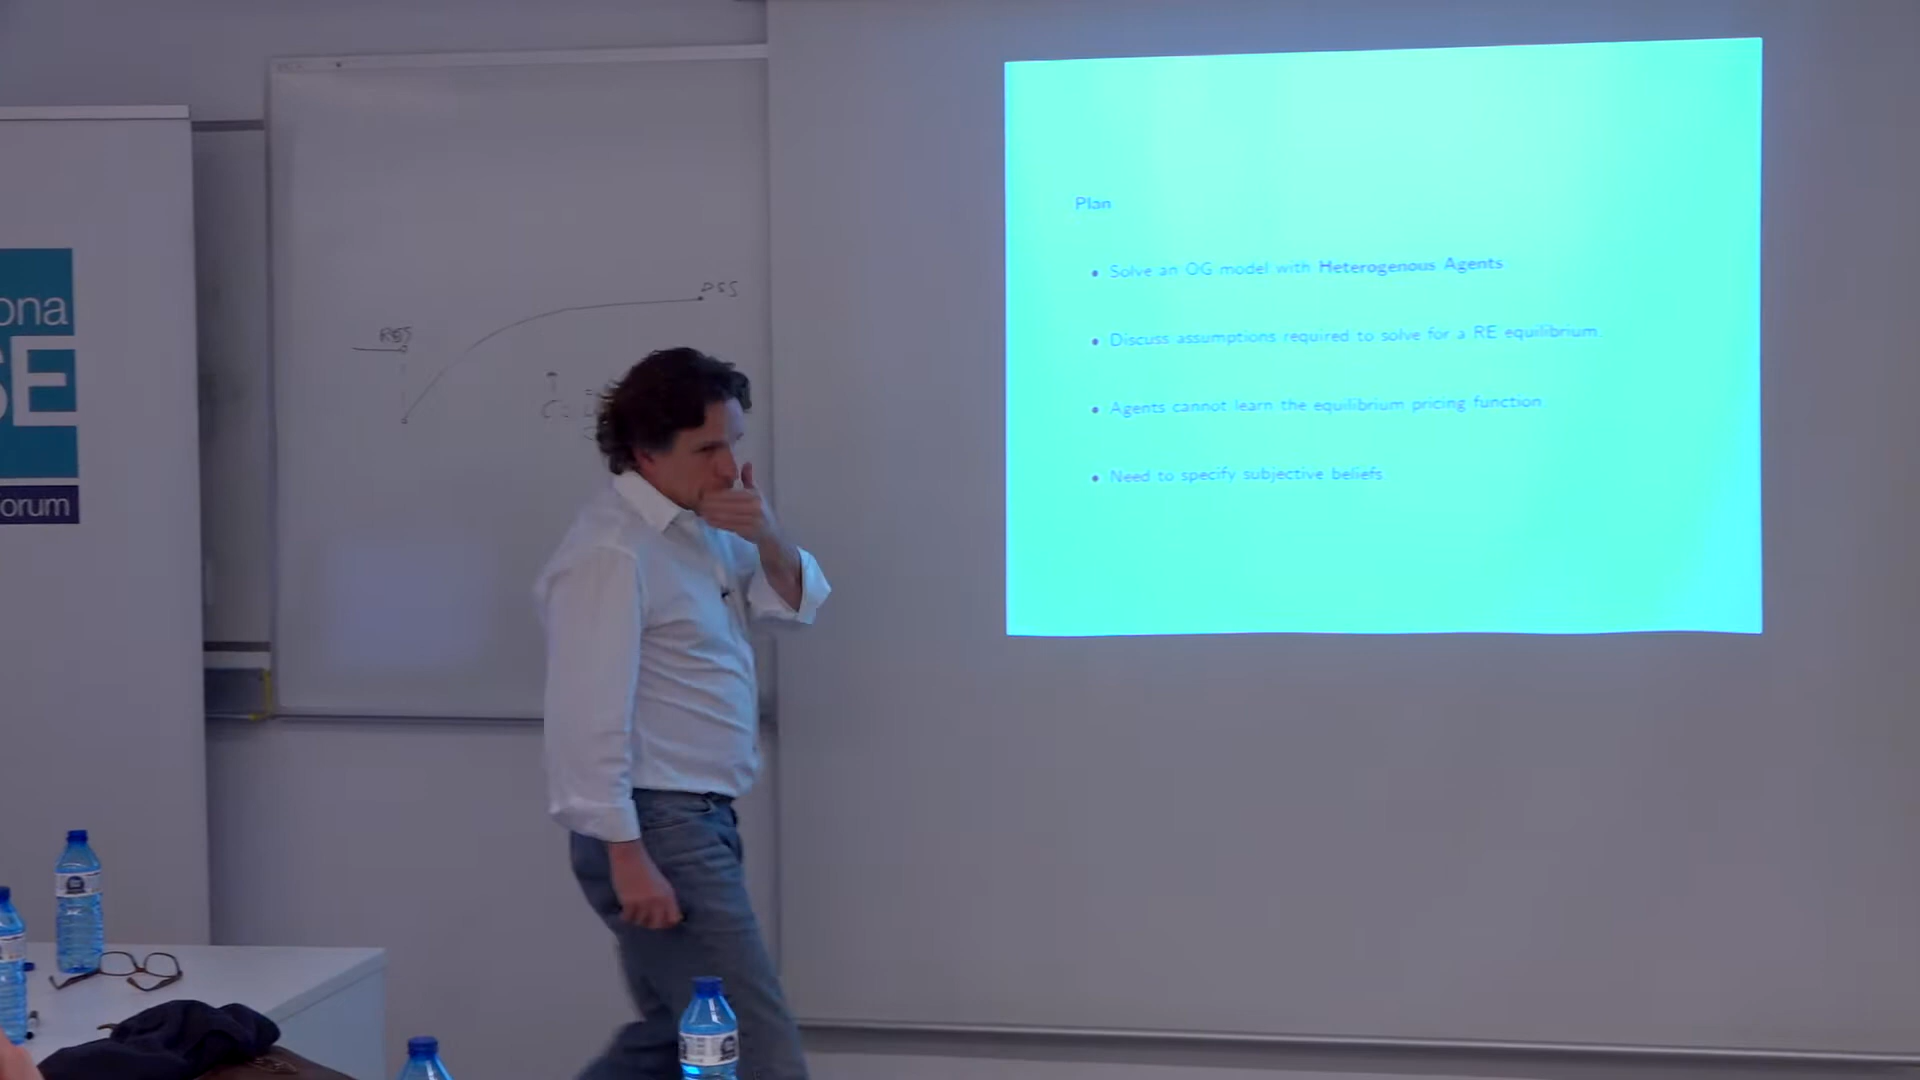 ona
SE
orum
RSS
PSS
Plan
• Solve an OG model with Heterogenous Agents
• Discuss assumptions required to solve for a RE equilibrium.
• Agents cannot learn the equilibrium pricing function
• Need to specify subjective beliefs.